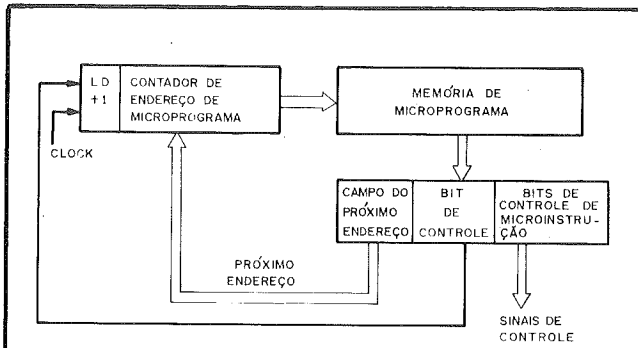 LD
+1
CONTADOR DE
ENDEREÇO DE
MICROPROGRAMA
MEMÓRIA DE
MICROPROGRAMA
CLOCK
CAMPO DO
PRÓXIMO
ENDEREÇO
BIT
DE
CONTROLE
BITS DE
CONTROLE DE
MICROINSTRU-
ÇÃO
PRÓXIMO
ENDEREÇO
SINAIS DE
CONTROLE